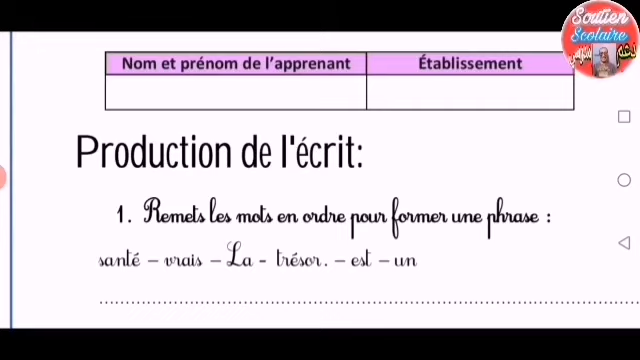 Soutien
Scolaire
Nom et prénom de l'apprenant Établissement
Production de l'écrit:
1. Remets les mots en ordre pour former une phrase :
santé – vrais – La - trésor. – est – un